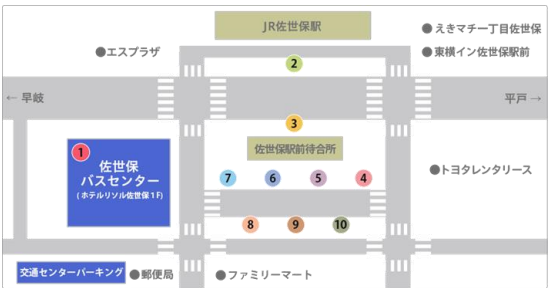 JR佐世保駅
●えきマチ一丁目佐世保
●エスプラザ
●東横イン佐世保駅前
2
← 早岐
平戸 →
3
1
佐世保
バスセンター
(ホテルリソル佐世保1F)
佐世保駅前待合所
●トヨタレンタリース
7 6 5 4
8 9 10
交通センターパーキング
●郵便局
●ファミリーマート